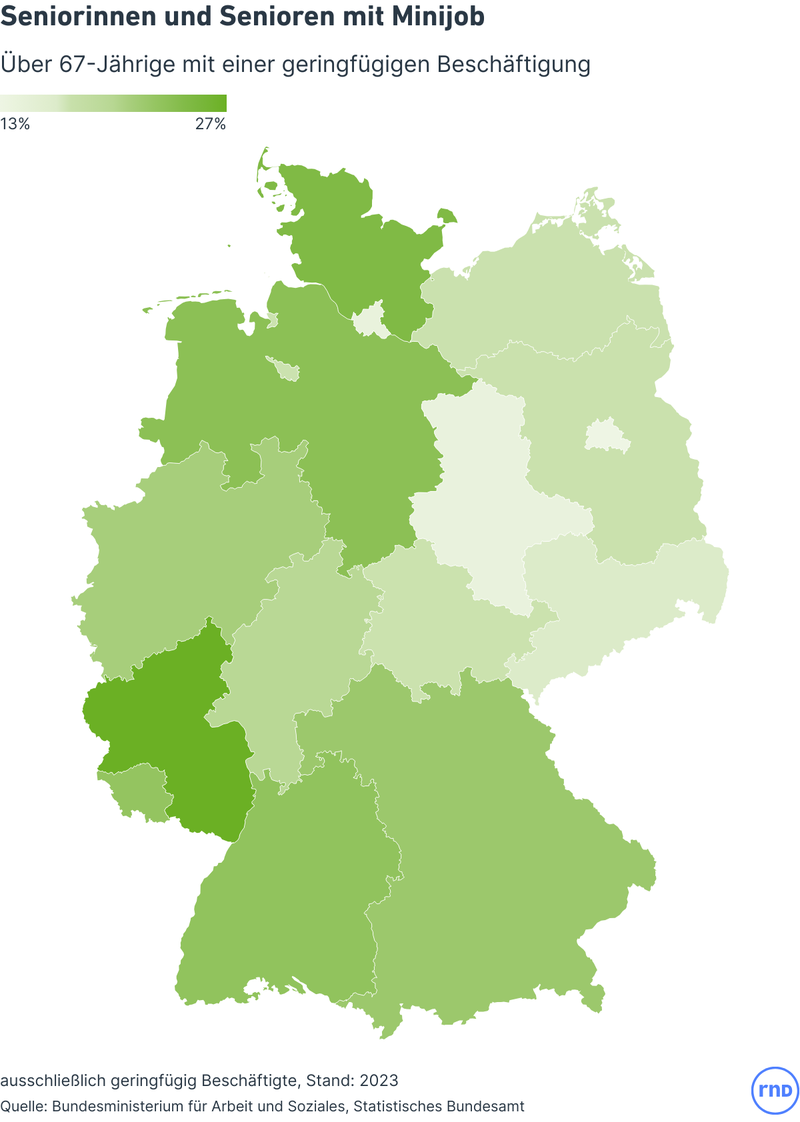 Seniorinnen und Senioren mit Minijob
Über 67-Jährige mit einer geringfügigen Beschäftigung
13% 27%
ausschließlich geringfügig Beschäftigte, Stand: 2023
Quelle: Bundesministerium für Arbeit und Soziales, Statistisches Bundesamt
rnD